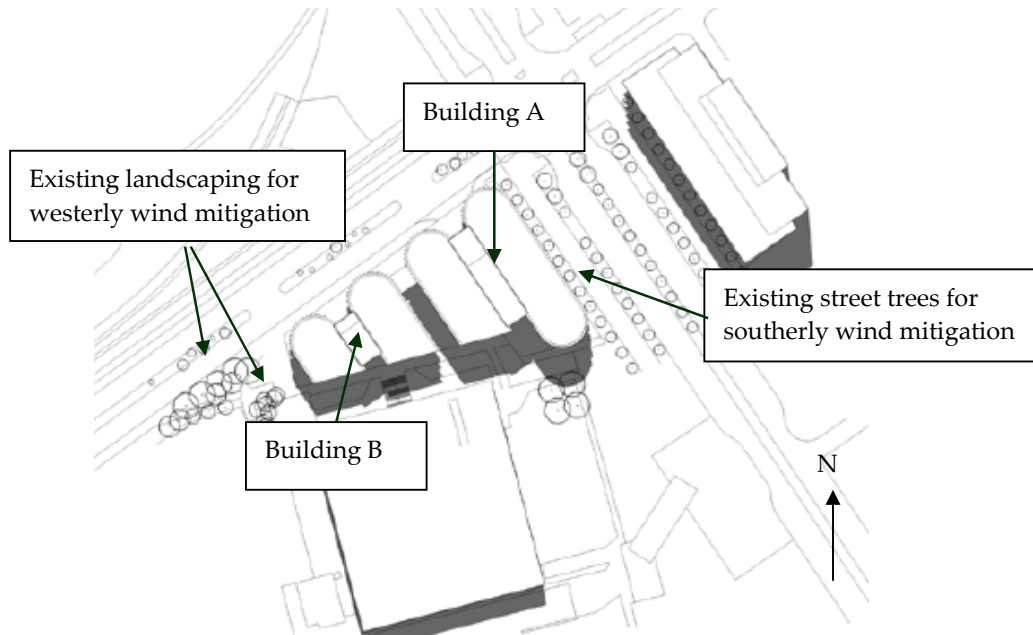 Building A
Existing landscaping for
westerly wind mitigation
Existing street trees for
southerly wind mitigation
Building B
N